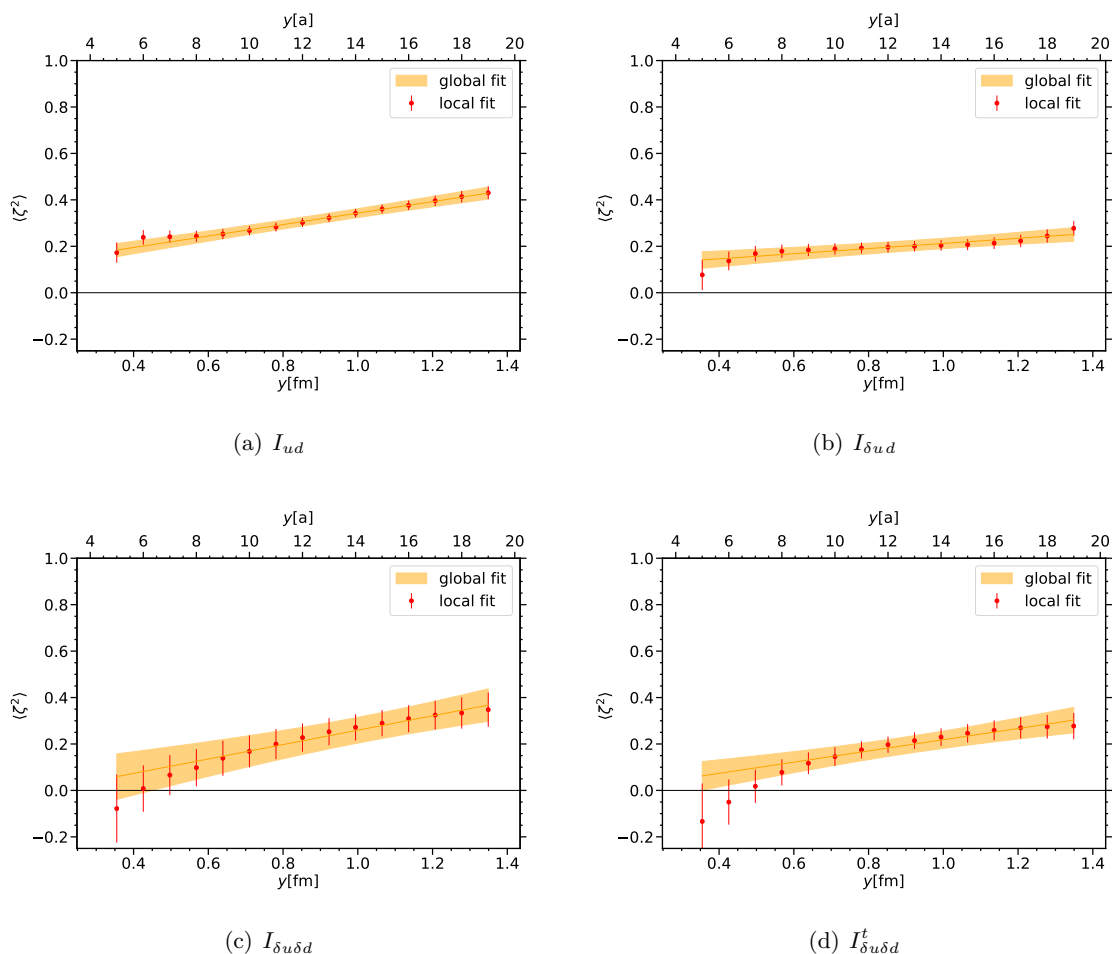 y[a]
4 6 8 10 12 14 16 18 20
1.0
0.8
0.6
0.4
0.2
0.0
−0.2
⟨ζ²⟩
global fit
local fit
0.4 0.6 0.8 1.0 1.2 1.4
y[fm]
(a) I_{ud}
y[a]
4 6 8 10 12 14 16 18 20
1.0
0.8
0.6
0.4
0.2
0.0
−0.2
⟨ζ²⟩
global fit
local fit
0.4 0.6 0.8 1.0 1.2 1.4
y[fm]
(b) I_{δud}
y[a]
4 6 8 10 12 14 16 18 20
1.0
0.8
0.6
0.4
0.2
0.0
−0.2
⟨ζ²⟩
global fit
local fit
0.4 0.6 0.8 1.0 1.2 1.4
y[fm]
(c) I_{δuδd}
y[a]
4 6 8 10 12 14 16 18 20
1.0
0.8
0.6
0.4
0.2
0.0
−0.2
⟨ζ²⟩
global fit
local fit
0.4 0.6 0.8 1.0 1.2 1.4
y[fm]
(d) I^t_{δuδd}